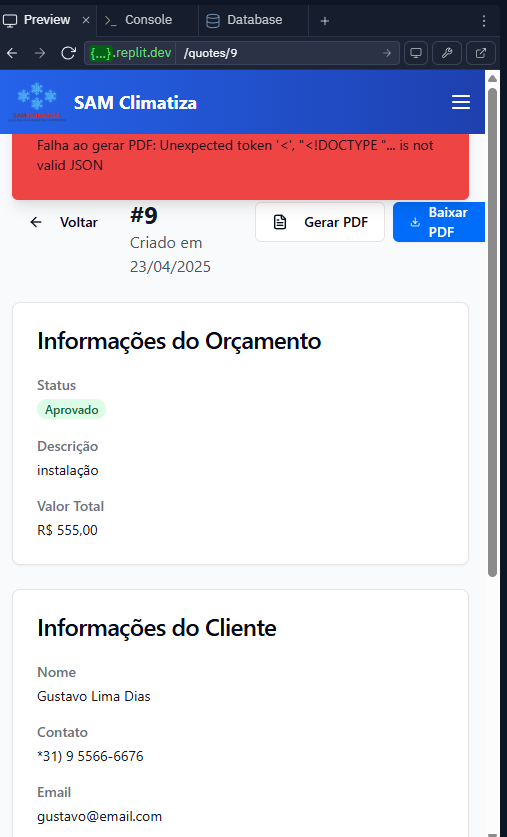 Preview
Console
Database
{...}.replit.dev /quotes/9
SAM Climatiza
Falha ao gerar PDF: Unexpected token '<', "<!DOCTYPE "... is not
valid JSON
Voltar
#9
Criado em
23/04/2025
Gerar PDF
Baixar
PDF
Informações do Orçamento
Status
Aprovado
Descrição
instalação
Valor Total
R$ 555,00
Informações do Cliente
Nome
Gustavo Lima Dias
Contato
*31) 9 5566-6676
Email
gustavo@email.com